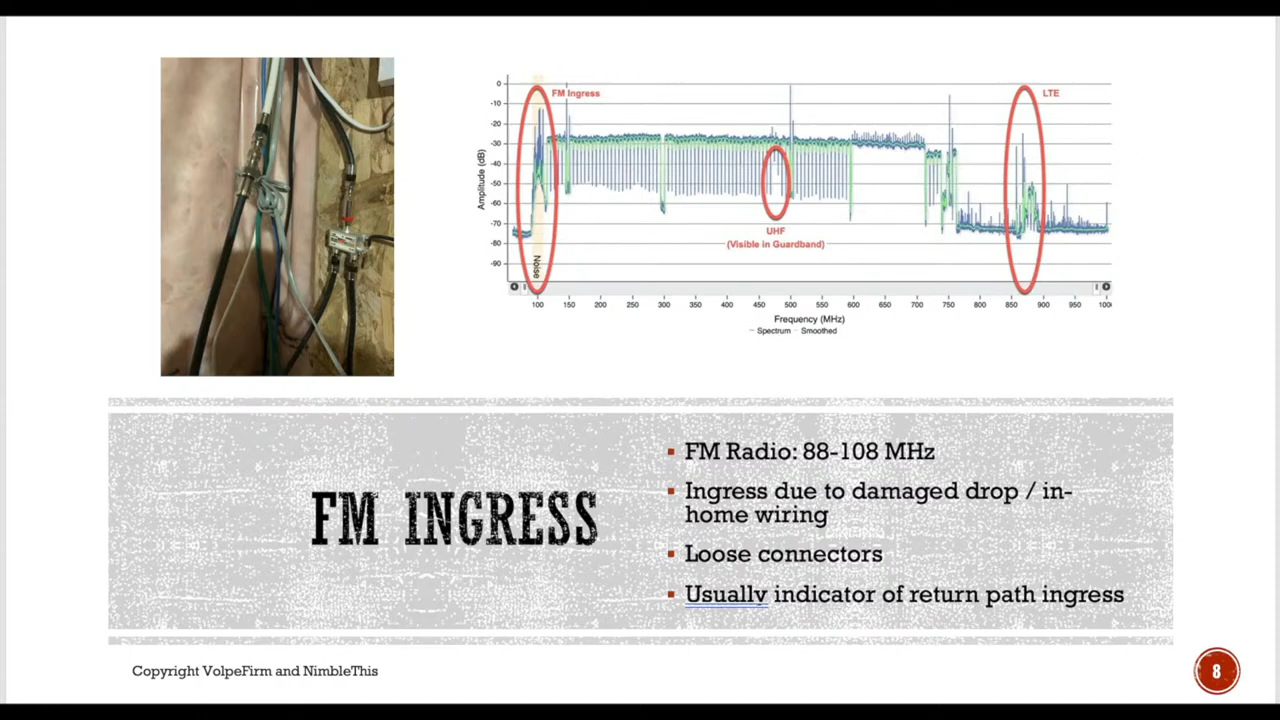 FM Ingress
LTE
0
-10
-20
-30
-40
-50
-60
-70
-80
-90
Amplitude (dB)
UHF
(Visible in Guardband)
Noise
100 150 200 250 300 350 400 450 500 550 600 650 700 750 800 850 900 950 1000
Frequency (MHz)
Spectrum Smoothed
FM INGRESS
FM Radio: 88-108 MHz
Ingress due to damaged drop / in-
home wiring
Loose connectors
Usually indicator of return path ingress
Copyright VolpeFirm and NimbleThis
8